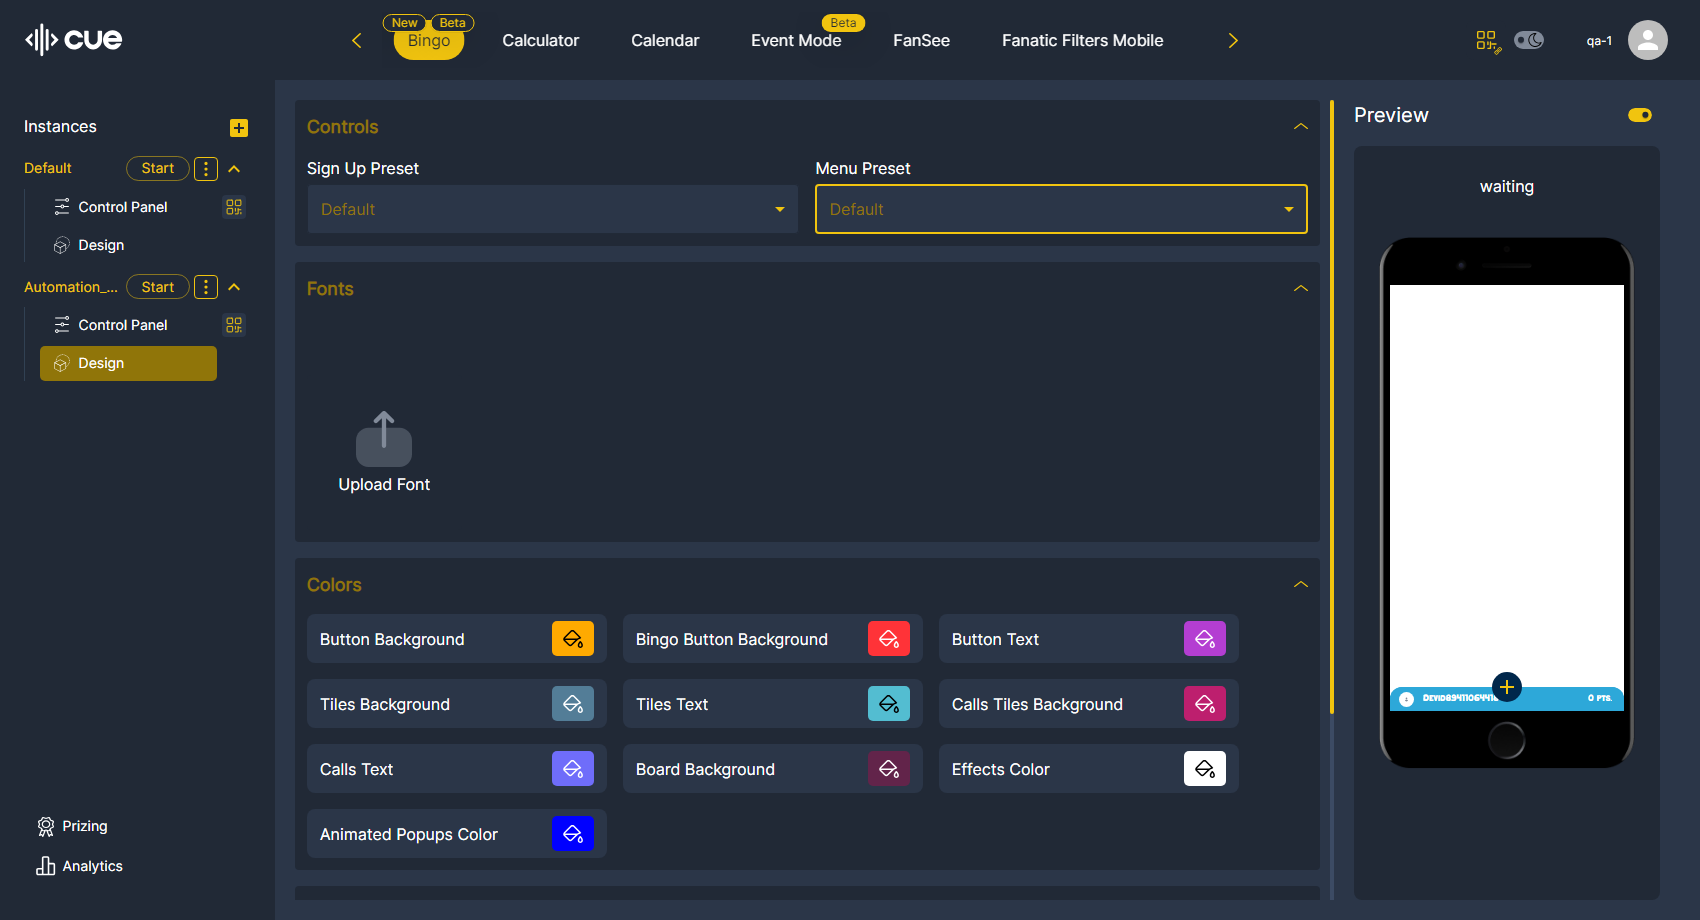 cue
New
Beta
Bingo
Calculator
Calendar
Beta
Event Mode
FanSee
Fanatic Filters Mobile
qa-1
Instances
Default
Start
Control Panel
Design
Automation_...
Start
Control Panel
Design
Prizing
Analytics
Controls
Sign Up Preset
Default
Menu Preset
Default
Fonts
Upload Font
Colors
Button Background
Bingo Button Background
Button Text
Tiles Background
Tiles Text
Calls Tiles Background
Calls Text
Board Background
Effects Color
Animated Popups Color
Preview
waiting
0 PTS.